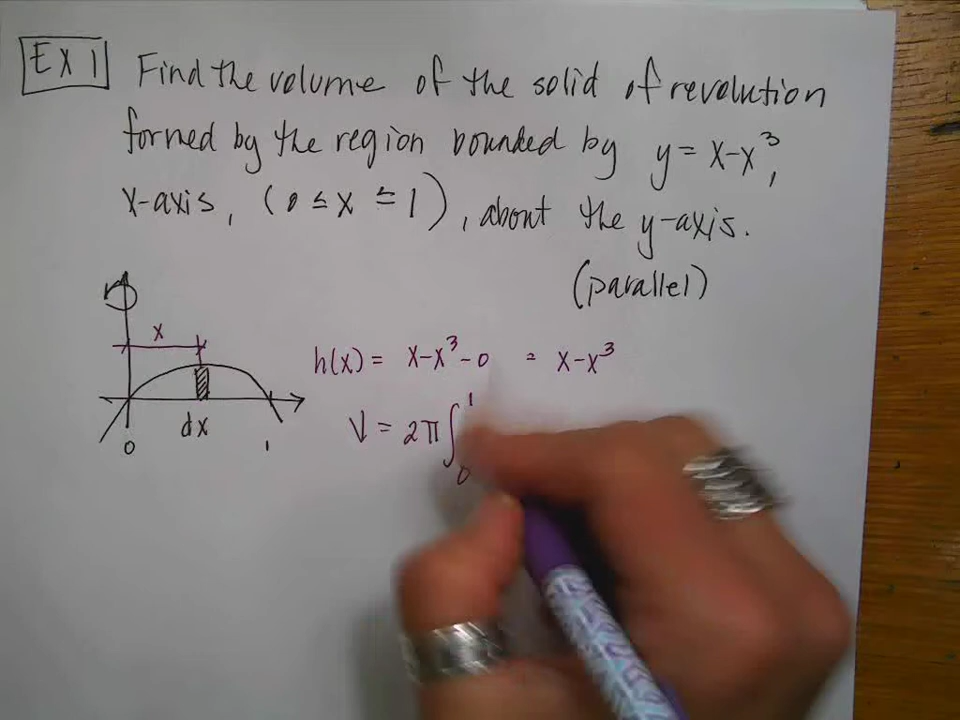 EX 1 Find the volume of the solid of revolution
formed by the region bounded by y = x-x³,
x-axis, (0 ≤ x ≤ 1), about the y-axis.
(parallel)
x
h(x) = x-x³-0 = x-x³
dx
V = 2π∫₀¹
0 1